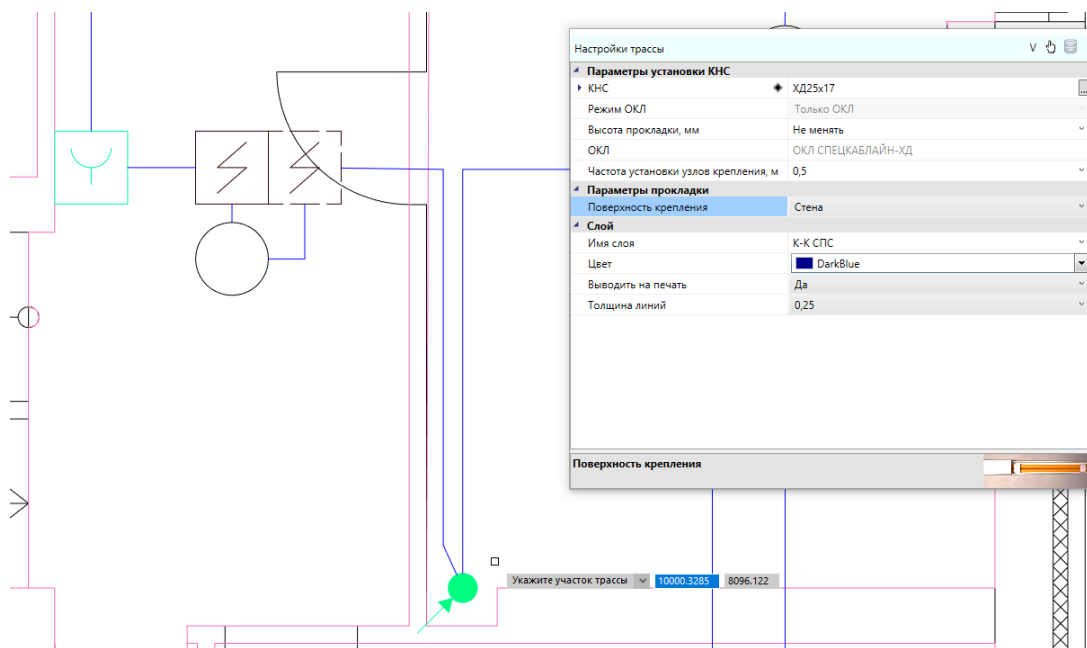 Настройки трассы V
Параметры установки КНС
КНС ХД25х17 ...
Режим ОКЛ Только ОКЛ
Высота прокладки, мм Не менять
ОКЛ ОКЛ СПЕЦКАБЛАЙН-ХД
Частота установки узлов крепления, м 0,5
Параметры прокладки
Поверхность крепления Стена
Слой
Имя слоя К-К СПС
Цвет DarkBlue
Выводить на печать Да
Толщина линий 0,25
Поверхность крепления
Укажите участок трассы 10000.3285 8096.122